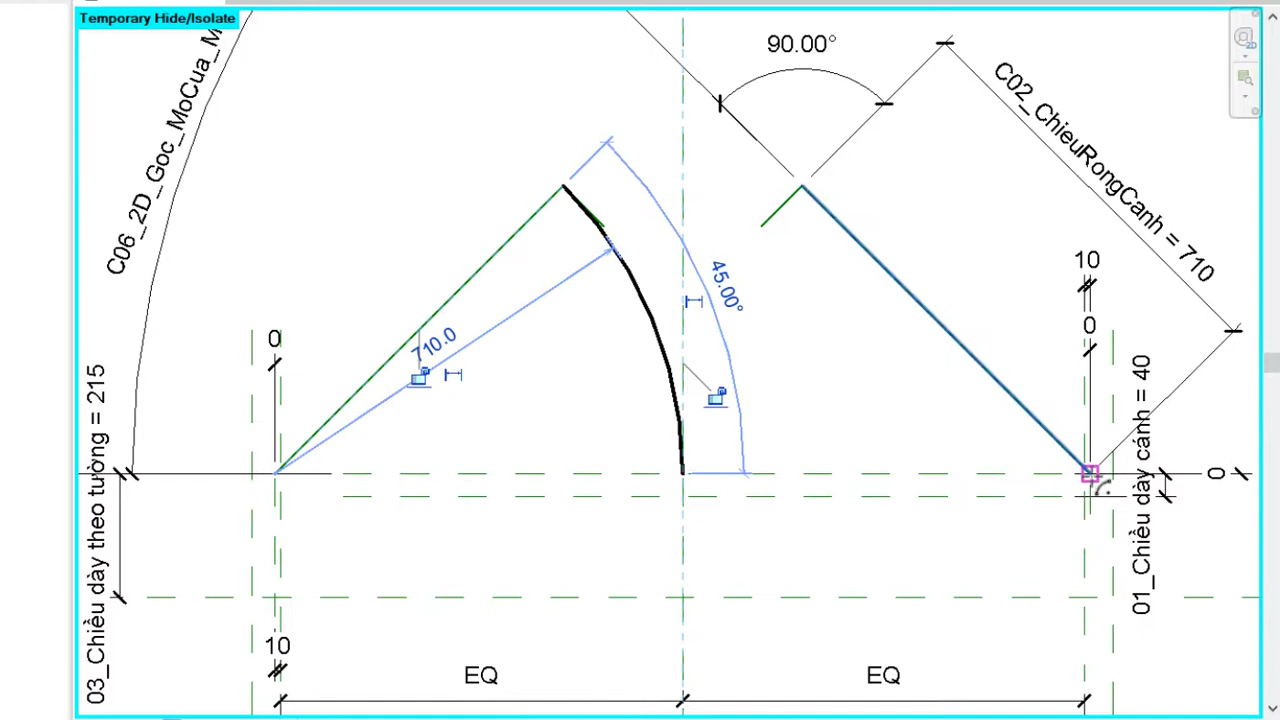 Temporary Hide/Isolate
2D
90.00°
C06_2D_Goc_MoCua_M
C02_ChieuRongCanh = 710
45.00°
10
0
0
710.0
03_Chiều dày theo tường = 215
01_Chiều dày cánh = 40
0
10
EQ
EQ